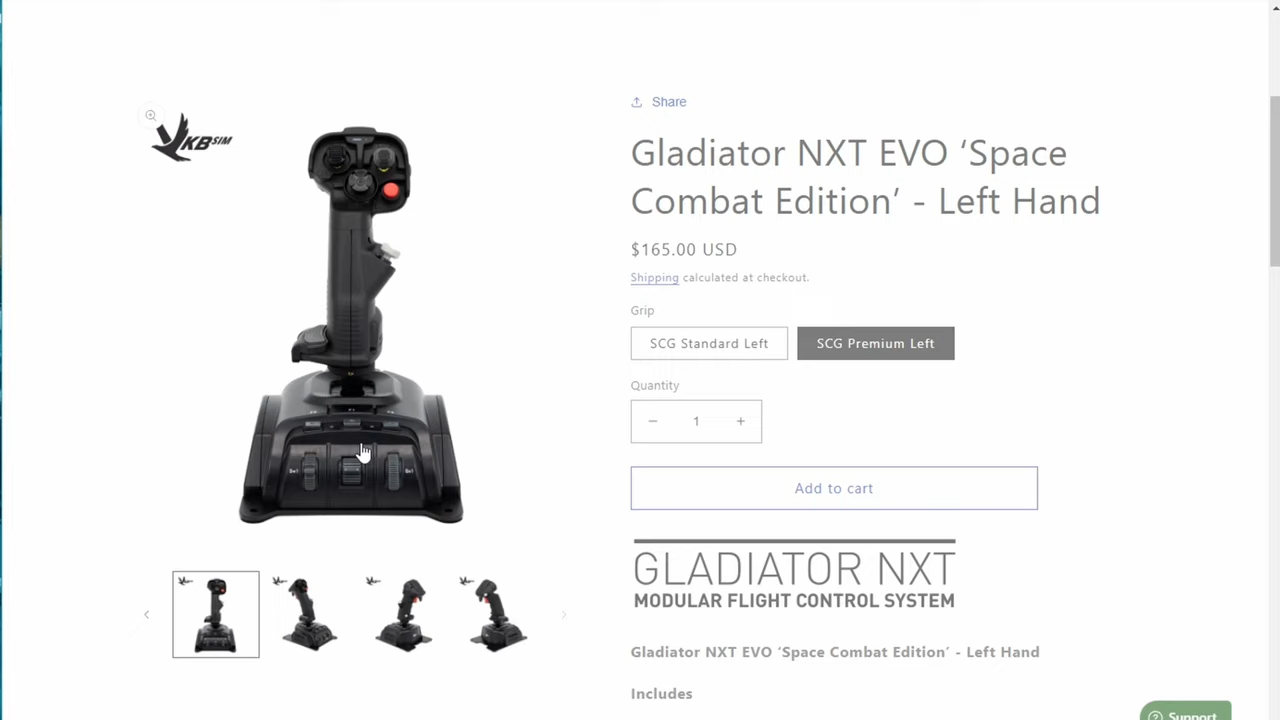 Share
VKBSIM
Gladiator NXT EVO ‘Space
Combat Edition’ - Left Hand
$165.00 USD
Shipping calculated at checkout.
Grip
SCG Standard Left
SCG Premium Left
Quantity
1
Add to cart
GLADIATOR NXT
MODULAR FLIGHT CONTROL SYSTEM
Gladiator NXT EVO ‘Space Combat Edition’ - Left Hand
Includes
Support